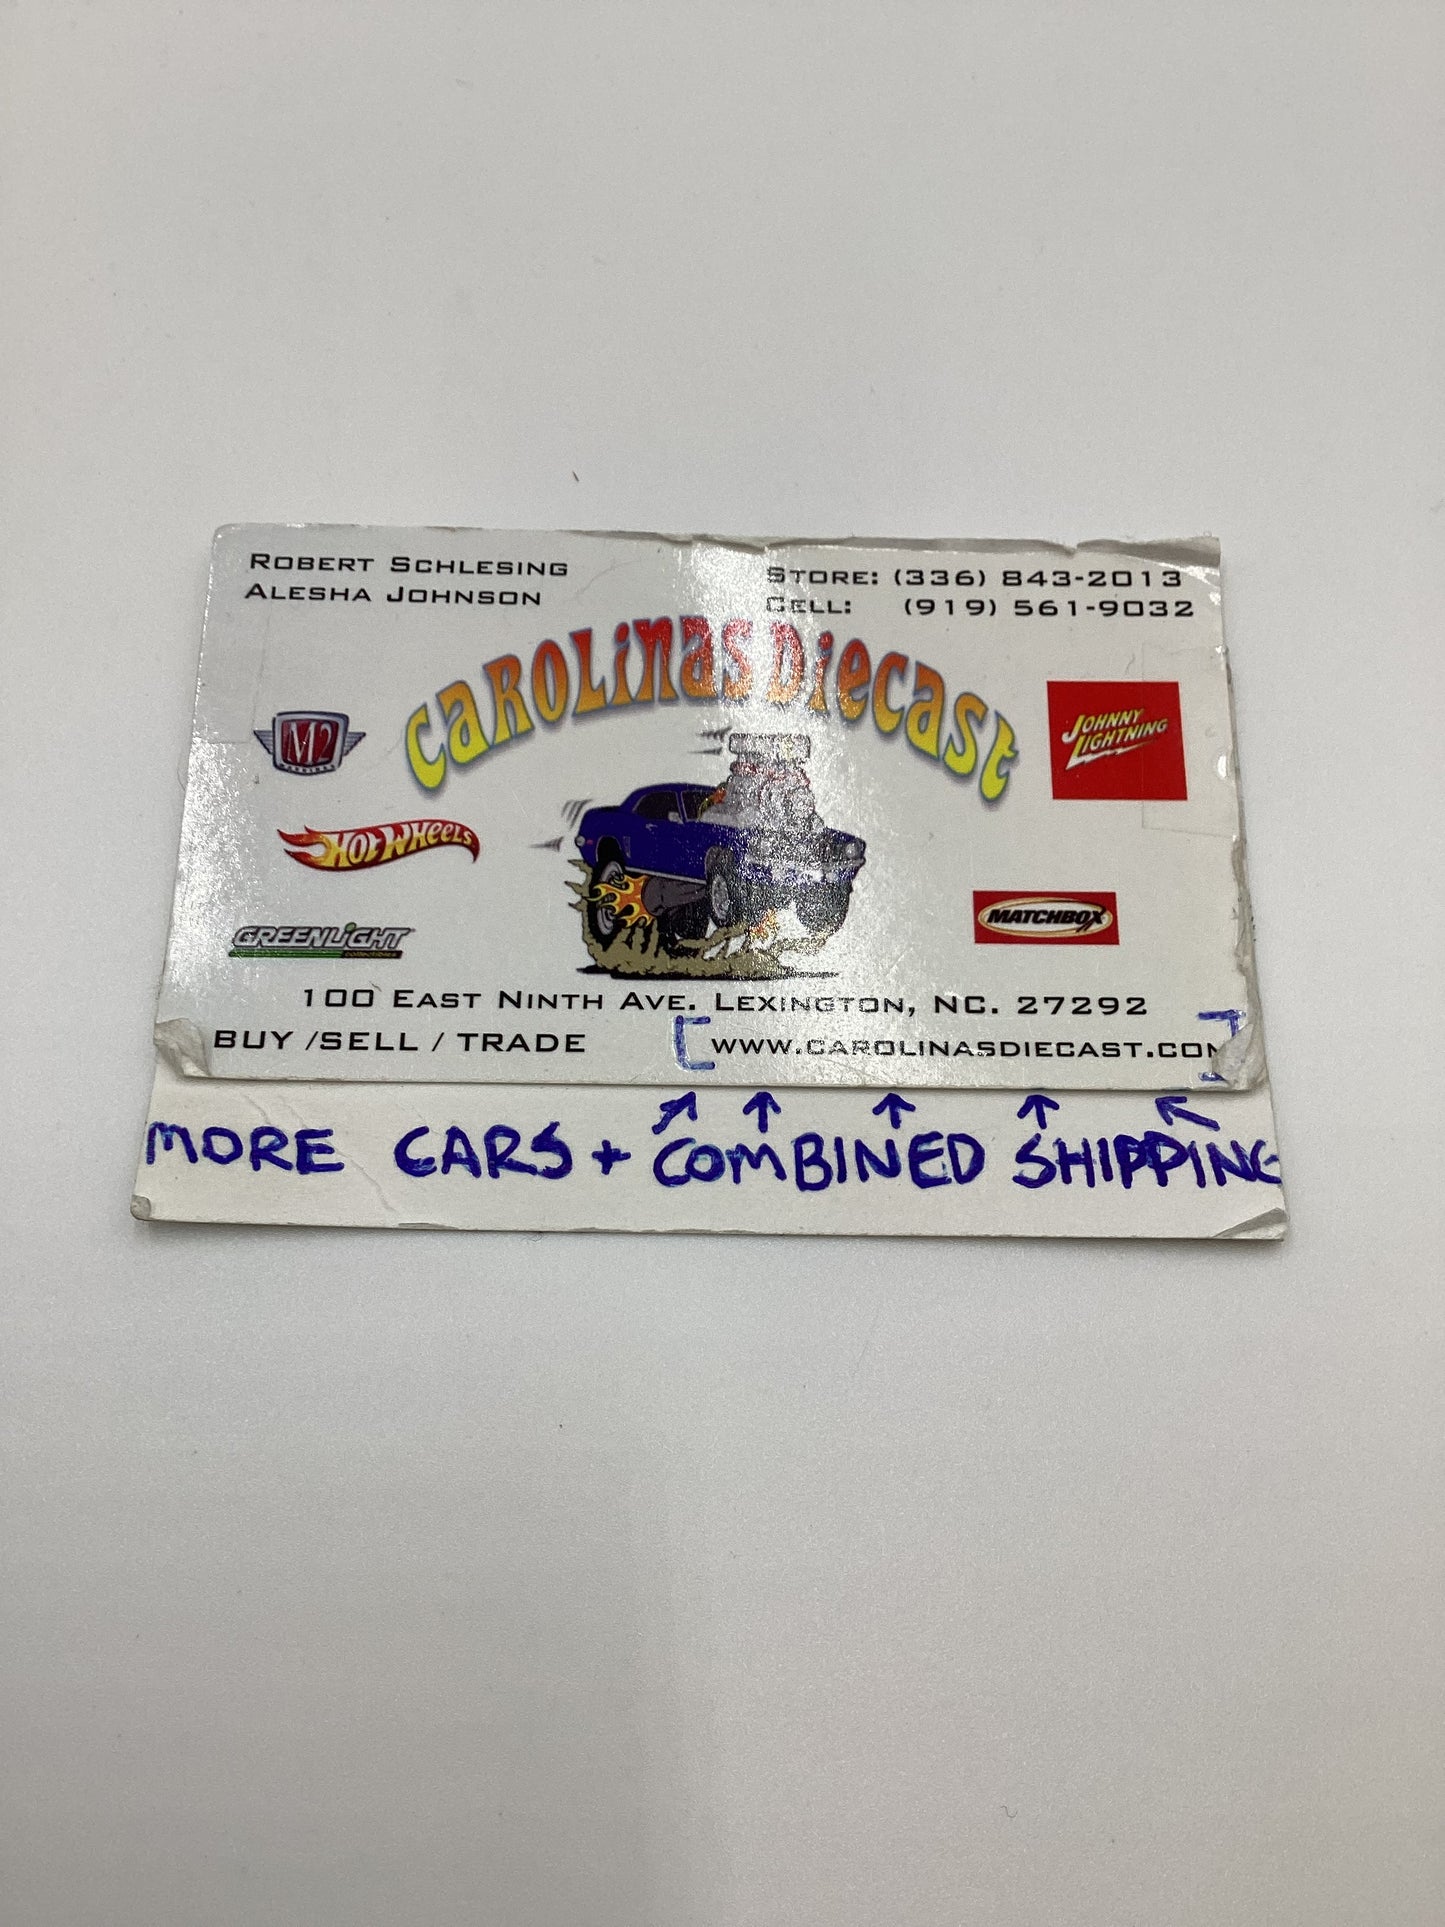 ROBERT SCHLESING
ALESHA JOHNSON
STORE: (336) 843-2013
CELL: (919) 561-9032
CAROLINAS DIECAST
M2
MACHINES
JOHNNY
LIGHTNING
HOT WHEELS
MATCHBOX
GREENLIGHT
COLLECTIBLES
100 EAST NINTH AVE. LEXINGTON, NC. 27292
BUY /SELL / TRADE [WWW.CAROLINASDIECAST.COM]
MORE CARS + COMBINED SHIPPING